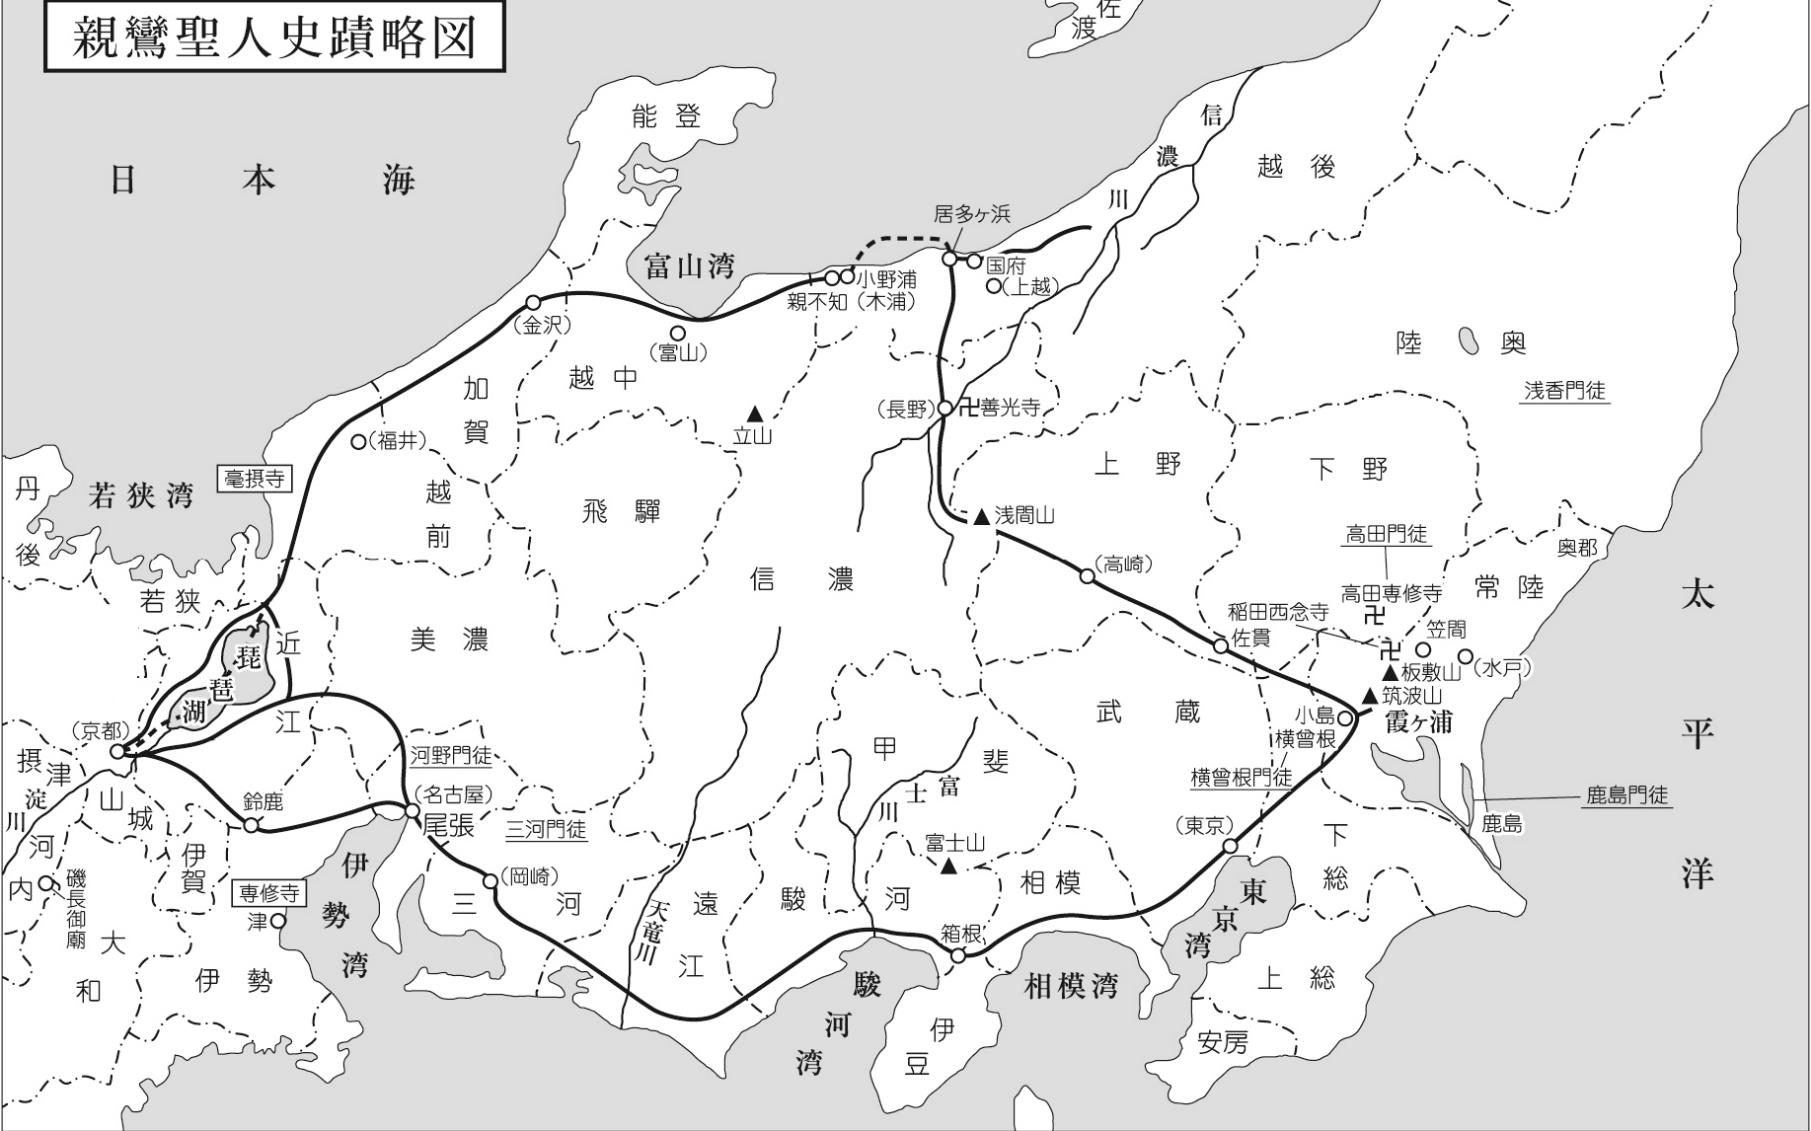 親鸞聖人史蹟略図
佐渡
能登
信濃川
越後
日本海
居多ヶ浜
富山湾
国府
(上越)
小野浦
親不知(木浦)
(金沢)
(富山)
陸奥
浅香門徒
越中
加賀
(長野)
卍善光寺
立山
(福井)
上野
下野
毫摂寺
丹後
若狭湾
越前
飛騨
浅間山
高田門徒
奥郡
信濃
(高崎)
高田専修寺
卍
常陸
太平洋
若狭
稲田西念寺
卍
笠間
佐貫
近江
美濃
琵琶湖
板敷山
(水戸)
筑波山
武蔵
小島
霞ヶ浦
(京都)
横曽根
甲斐
河野門徒
摂津
横曽根門徒
富士川
鹿島門徒
淀川
山城
鈴鹿
(名古屋)
尾張
三河門徒
鹿島
(東京)
下総
河内
伊賀
伊勢湾
富士山
(岡崎)
相模
磯長御廟
専修寺
津
三河
天竜川
遠江
駿河
東京湾
大和
箱根
伊勢
駿河湾
相模湾
上総
伊豆
安房